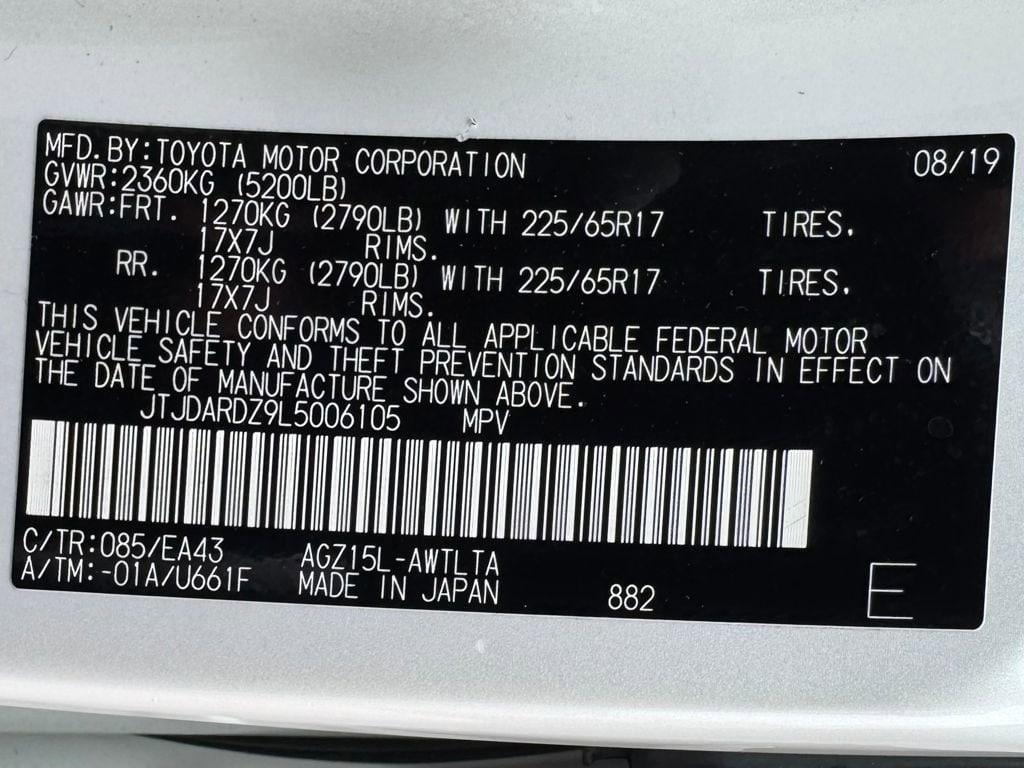 MFD.BY:TOYOTA MOTOR CORPORATION 08/19
GVWR:2360KG (5200LB)
GAWR:FRT. 1270KG (2790LB) WITH 225/65R17 TIRES.
17X7J RIMS.
RR. 1270KG (2790LB) WITH 225/65R17 TIRES.
17X7J RIMS.
THIS VEHICLE CONFORMS TO ALL APPLICABLE FEDERAL MOTOR
VEHICLE SAFETY AND THEFT PREVENTION STANDARDS IN EFFECT ON
THE DATE OF MANUFACTURE SHOWN ABOVE.
JTJDARDZ9L5006105 MPV
C/TR:085/EA43 AGZ15L-AWTLTA
A/TM:-01A/U661F MADE IN JAPAN 882 E